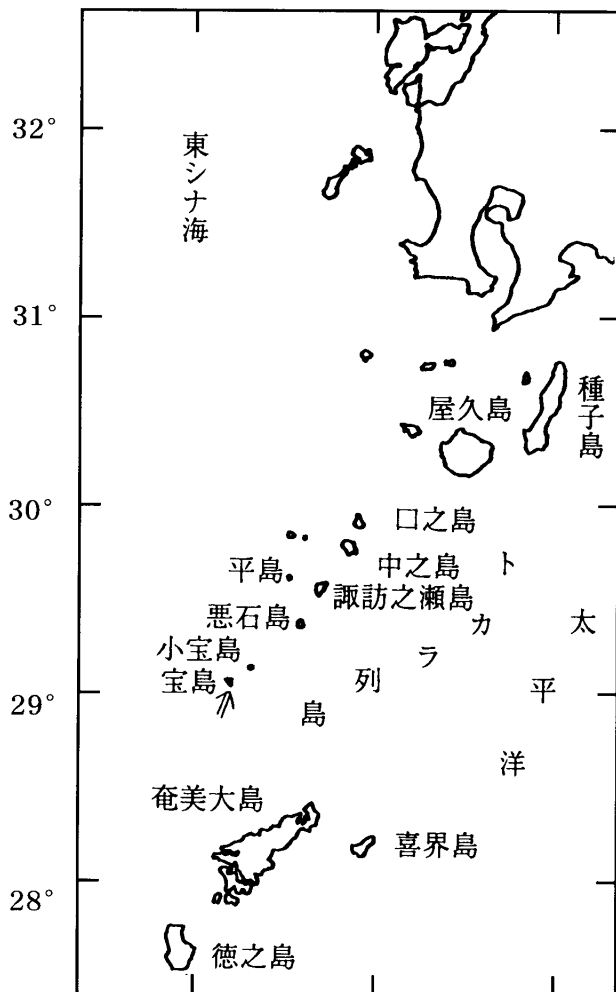 32°
東シナ海
31°
種子島
屋久島
30°
口之島
中之島
平島
諏訪之瀬島
悪石島
小宝島
宝島
トカラ列島
太平洋
29°
奄美大島
喜界島
28°
徳之島